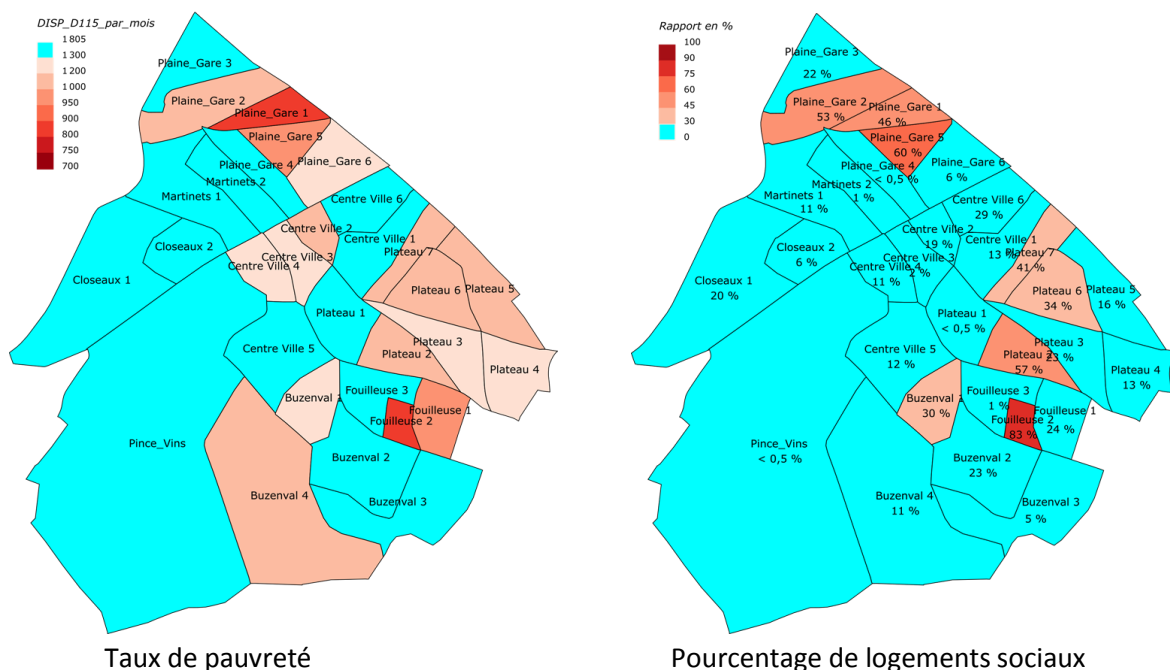 DISP_D115_par_mois
1 805
1 300
1 200
1 000
950
900
800
750
700
Plaine_Gare 3
Plaine_Gare 2
Plaine_Gare 1
Plaine_Gare 5
Plaine_Gare 4
Plaine_Gare 6
Martinets 2
Martinets 1
Centre Ville 6
Centre Ville 2
Centre Ville 1
Closeaux 2
Centre Ville 3
Centre Ville 4
Plateau 7
Closeaux 1
Plateau 6
Plateau 5
Plateau 1
Plateau 3
Centre Ville 5
Plateau 2
Plateau 4
Fouilleuse 3
Buzenval 1
Fouilleuse 1
Fouilleuse 2
Pince_Vins
Buzenval 2
Buzenval 4
Buzenval 3
Taux de pauvreté
Rapport en %
100
90
75
60
45
30
0
Plaine_Gare 3
22 %
Plaine_Gare 2
53 %
Plaine_Gare 1
46 %
Plaine_Gare 5
60 %
Plaine_Gare 4
< 0,5 %
Plaine_Gare 6
6 %
Martinets 2
1 %
Martinets 1
11 %
Centre Ville 6
29 %
Centre Ville 2
19 %
Centre Ville 1
13 %
Closeaux 2
6 %
Centre Ville 3
2 %
Centre Ville 4
11 %
Plateau 7
41 %
Closeaux 1
20 %
Plateau 6
34 %
Plateau 5
16 %
Plateau 1
< 0,5 %
Plateau 3
23 %
Centre Ville 5
12 %
Plateau 2
57 %
Plateau 4
13 %
Fouilleuse 3
1 %
Buzenval 1
30 %
Fouilleuse 1
24 %
Fouilleuse 2
83 %
Pince_Vins
< 0,5 %
Buzenval 2
23 %
Buzenval 4
11 %
Buzenval 3
5 %
Pourcentage de logements sociaux